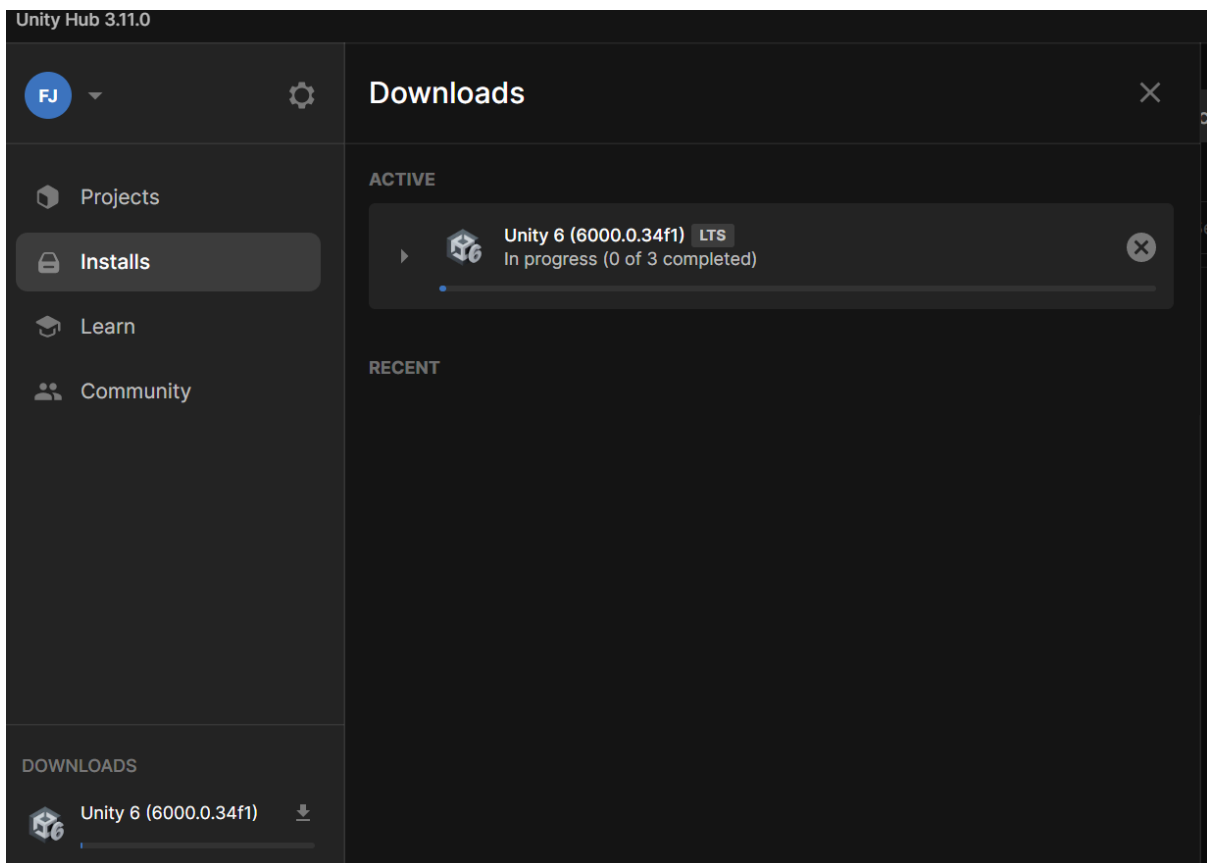 Unity Hub 3.11.0
FJ
Downloads
Projects
Installs
Learn
Community
ACTIVE
Unity 6 (6000.0.34f1) LTS
In progress (0 of 3 completed)
RECENT
DOWNLOADS
Unity 6 (6000.0.34f1)